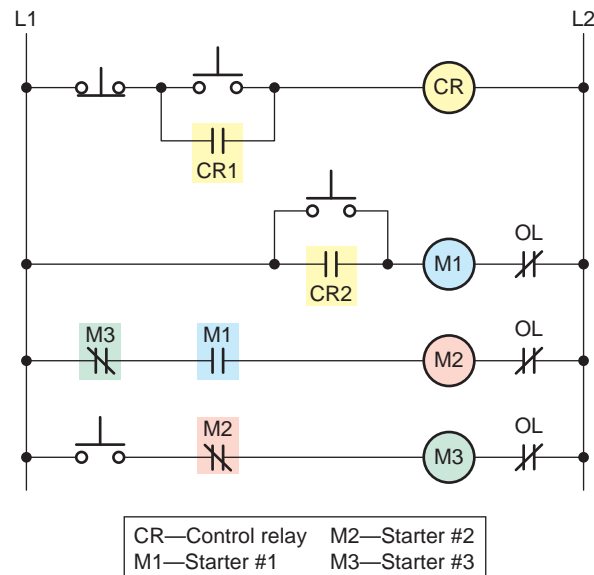 L1 L2
CR
CR1
OL
M1
CR2
M3 M1 OL
M2
M2 OL
M3
CR—Control relay M2—Starter #2
M1—Starter #1 M3—Starter #3